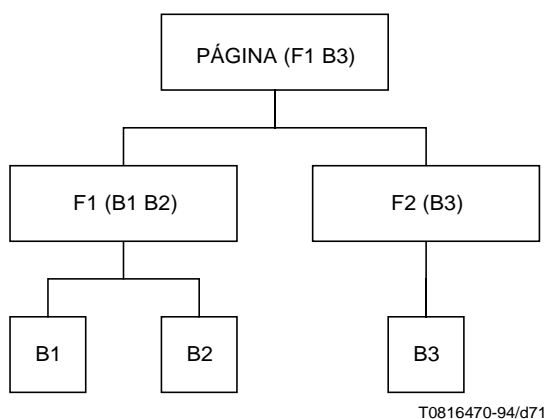 PÁGINA (F1 B3)
F1 (B1 B2)
F2 (B3)
B1
B2
B3
T0816470-94/d71